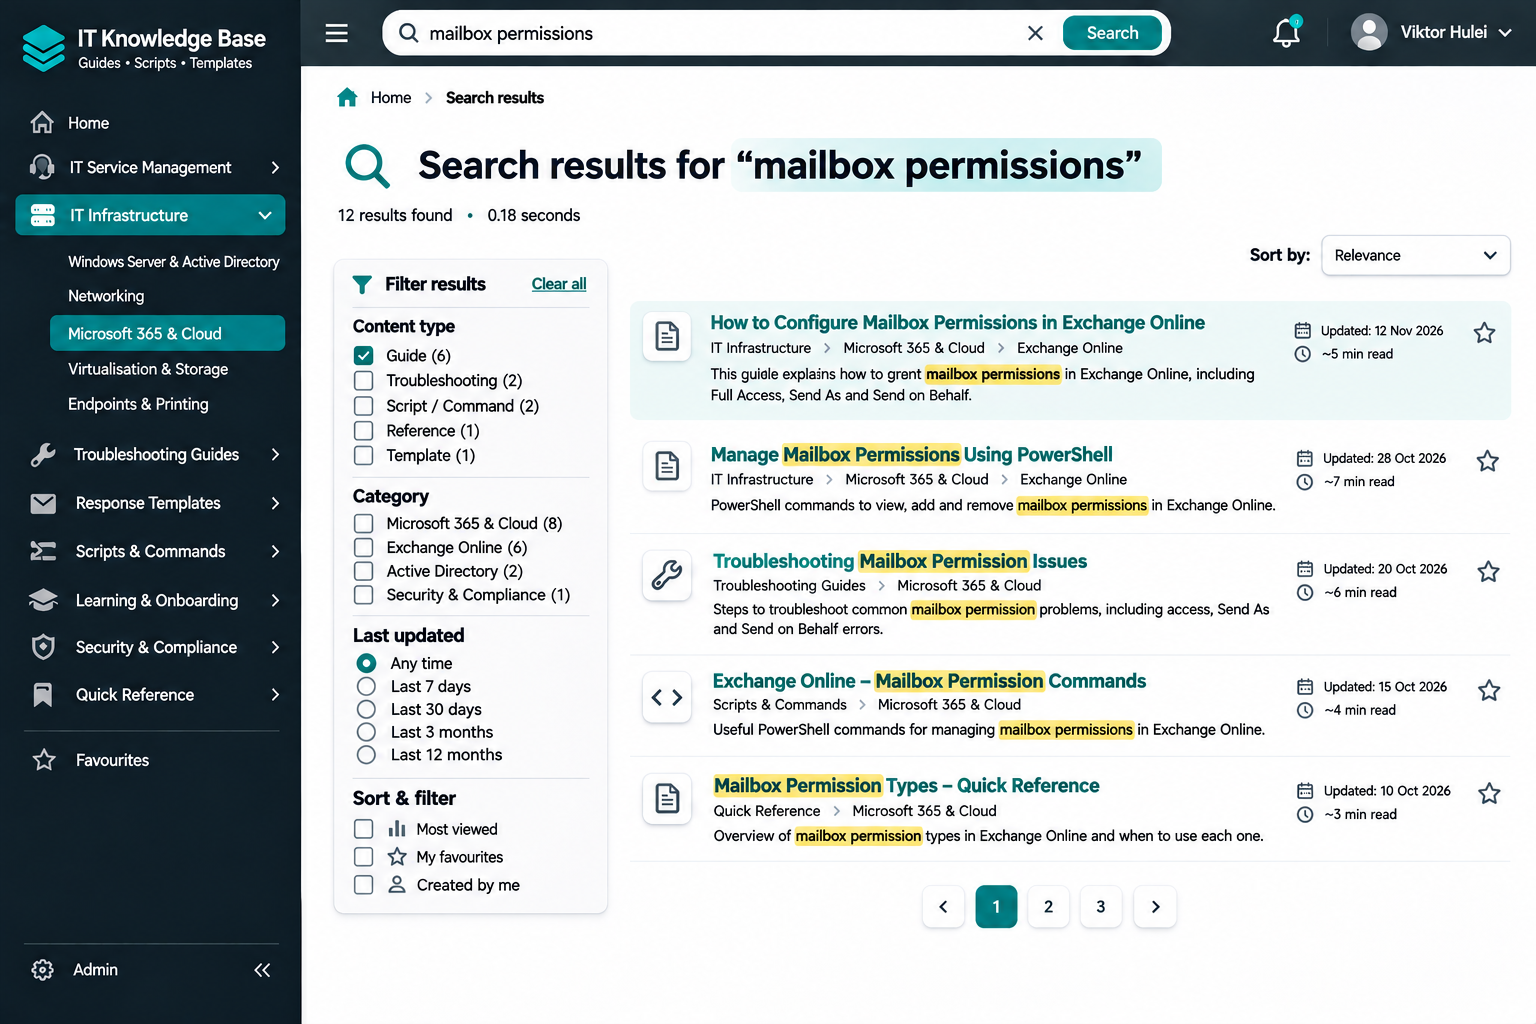 IT Knowledge Base
Guides • Scripts • Templates
Home
IT Service Management
IT Infrastructure
Windows Server & Active Directory
Networking
Microsoft 365 & Cloud
Virtualisation & Storage
Endpoints & Printing
Troubleshooting Guides
Response Templates
Scripts & Commands
Learning & Onboarding
Security & Compliance
Quick Reference
Favourites
Admin
mailbox permissions
Search
Viktor Hulei
Home > Search results
Search results for “mailbox permissions”
12 results found • 0.18 seconds
Sort by: Relevance
Filter results Clear all
Content type
Guide (6)
Troubleshooting (2)
Script / Command (2)
Reference (1)
Template (1)
Category
Microsoft 365 & Cloud (8)
Exchange Online (6)
Active Directory (2)
Security & Compliance (1)
Last updated
Any time
Last 7 days
Last 30 days
Last 3 months
Last 12 months
Sort & filter
Most viewed
My favourites
Created by me
How to Configure Mailbox Permissions in Exchange Online
IT Infrastructure > Microsoft 365 & Cloud > Exchange Online
This guide explains how to grent mailbox permissions in Exchange Online, including
Full Access, Send As and Send on Behalf.
Updated: 12 Nov 2026
~5 min read
Manage Mailbox Permissions Using PowerShell
IT Infrastructure > Microsoft 365 & Cloud > Exchange Online
PowerShell commands to view, add and remove mailbox permissions in Exchange Online.
Updated: 28 Oct 2026
~7 min read
Troubleshooting Mailbox Permission Issues
Troubleshooting Guides > Microsoft 365 & Cloud
Steps to troubleshoot common mailbox permission problems, including access, Send As
and Send on Behalf errors.
Updated: 20 Oct 2026
~6 min read
Exchange Online – Mailbox Permission Commands
Scripts & Commands > Microsoft 365 & Cloud
Useful PowerShell commands for managing mailbox permissions in Exchange Online.
Updated: 15 Oct 2026
~4 min read
Mailbox Permission Types – Quick Reference
Quick Reference > Microsoft 365 & Cloud
Overview of mailbox permission types in Exchange Online and when to use each one.
Updated: 10 Oct 2026
~3 min read
1 2 3